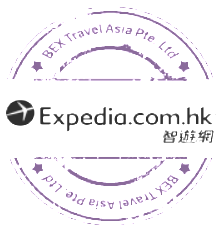 BEX Travel Asia Pte Ltd
Expedia.com.hk
智遊網
BEX Travel Asia Pte Ltd